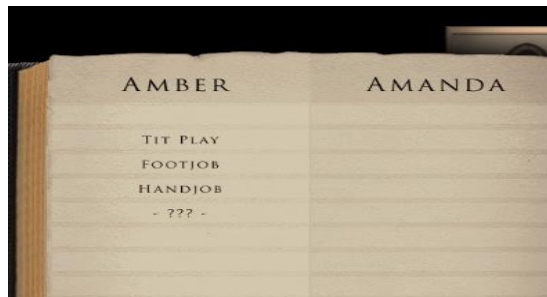 AMBER AMANDA
TIT PLAY
FOOTJOB
HANDJOB
- ??? -